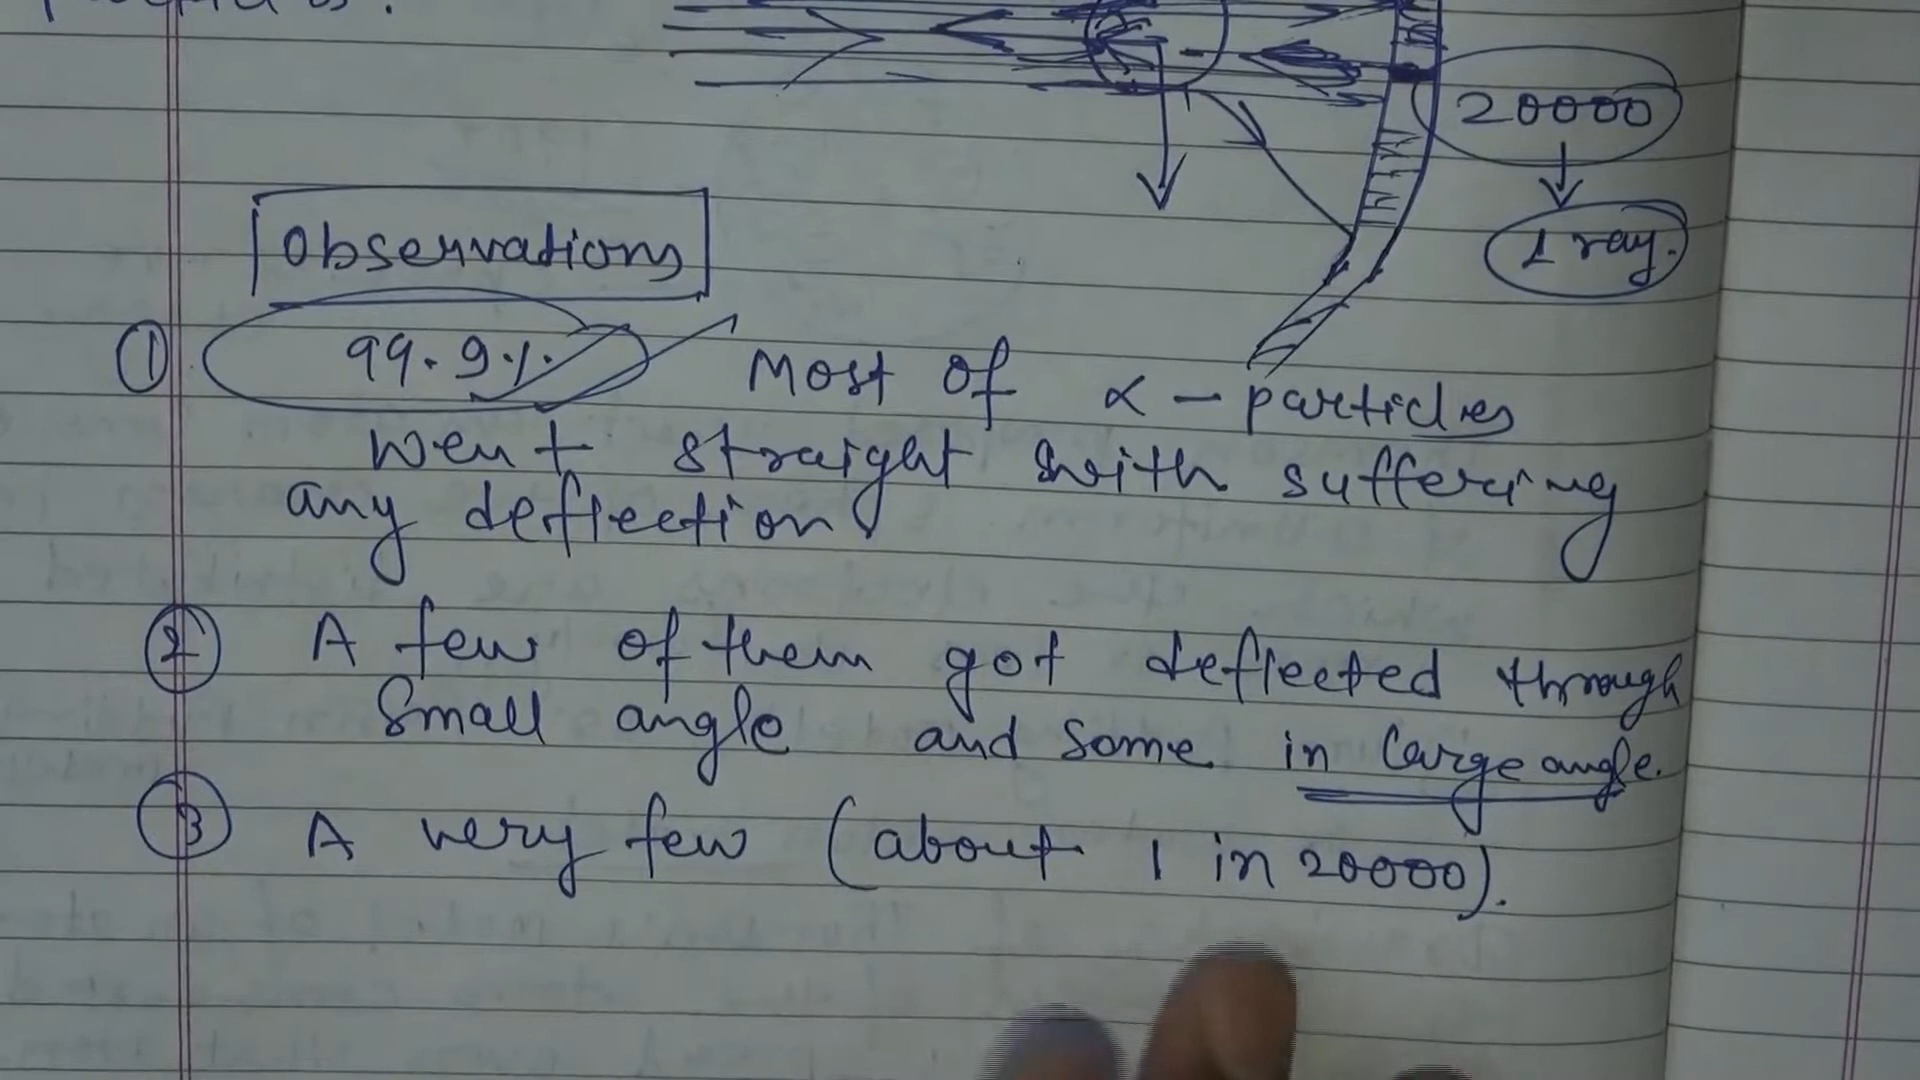 20000
1 ray.
Observations
① 99.9% Most of α - particles
went straight with suffering
any deflection
② A few of them got deflected through
small angle and some in large angle.
③ A very few (about 1 in 20000).